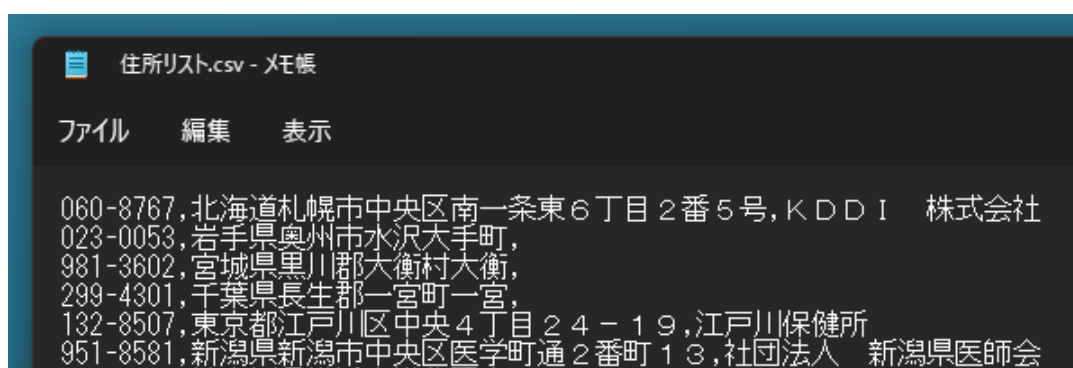 住所リスト.csv - メモ帳
ファイル 編集 表示
060-8767,北海道札幌市中央区南一条東６丁目２番５号,ＫＤＤＩ　株式会社
023-0053,岩手県奥州市水沢大手町,
981-3602,宮城県黒川郡大衡村大衡,
299-4301,千葉県長生郡一宮町一宮,
132-8507,東京都江戸川区中央４丁目２４－１９,江戸川保健所
951-8581,新潟県新潟市中央区医学町通２番町１３,社団法人　新潟県医師会